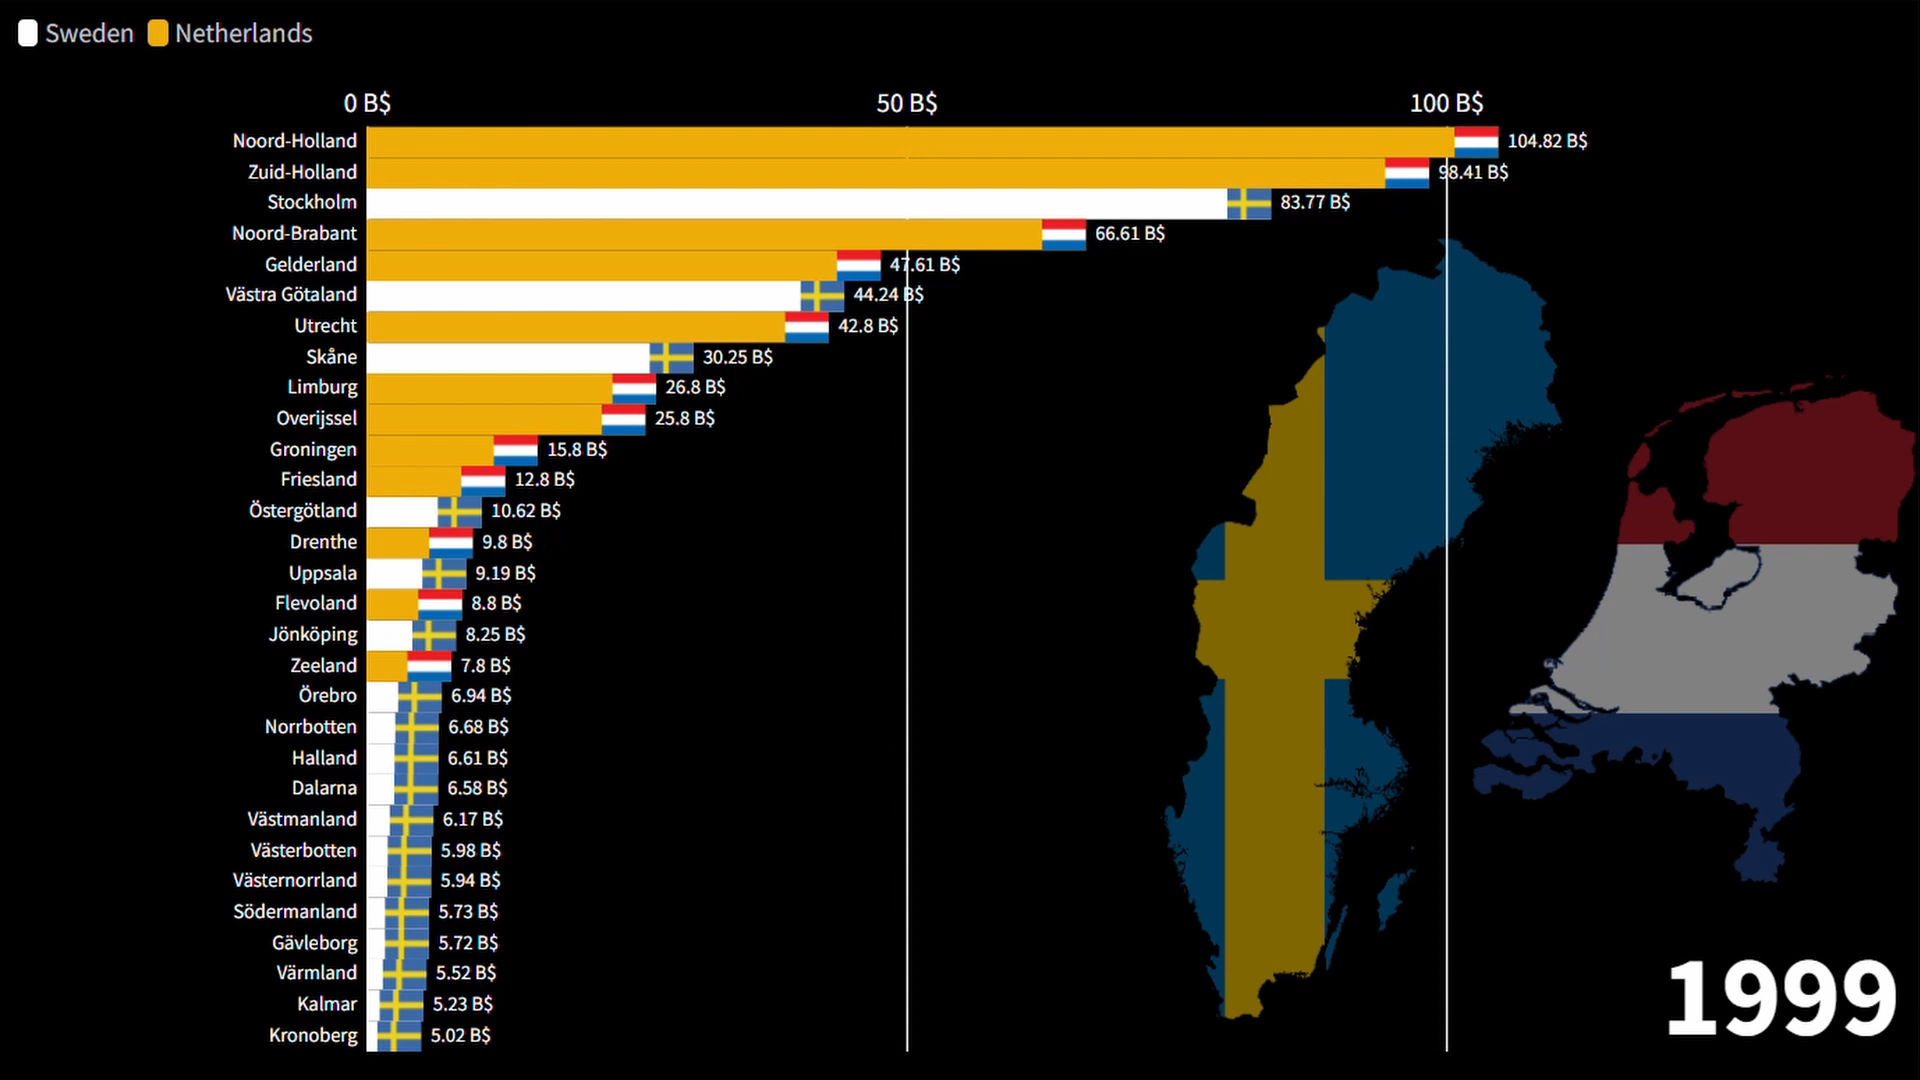 Sweden Netherlands
0 B$ 50 B$ 100 B$
Noord-Holland 104.82 B$
Zuid-Holland 98.41 B$
Stockholm 83.77 B$
Noord-Brabant 66.61 B$
Gelderland 47.61 B$
Västra Götaland 44.24 B$
Utrecht 42.8 B$
Skåne 30.25 B$
Limburg 26.8 B$
Overijssel 25.8 B$
Groningen 15.8 B$
Friesland 12.8 B$
Östergötland 10.62 B$
Drenthe 9.8 B$
Uppsala 9.19 B$
Flevoland 8.8 B$
Jönköping 8.25 B$
Zeeland 7.8 B$
Örebro 6.94 B$
Norrbotten 6.68 B$
Halland 6.61 B$
Dalarna 6.58 B$
Västmanland 6.17 B$
Västerbotten 5.98 B$
Västernorrland 5.94 B$
Södermanland 5.73 B$
Gävleborg 5.72 B$
Värmland 5.52 B$
Kalmar 5.23 B$
Kronoberg 5.02 B$
1999